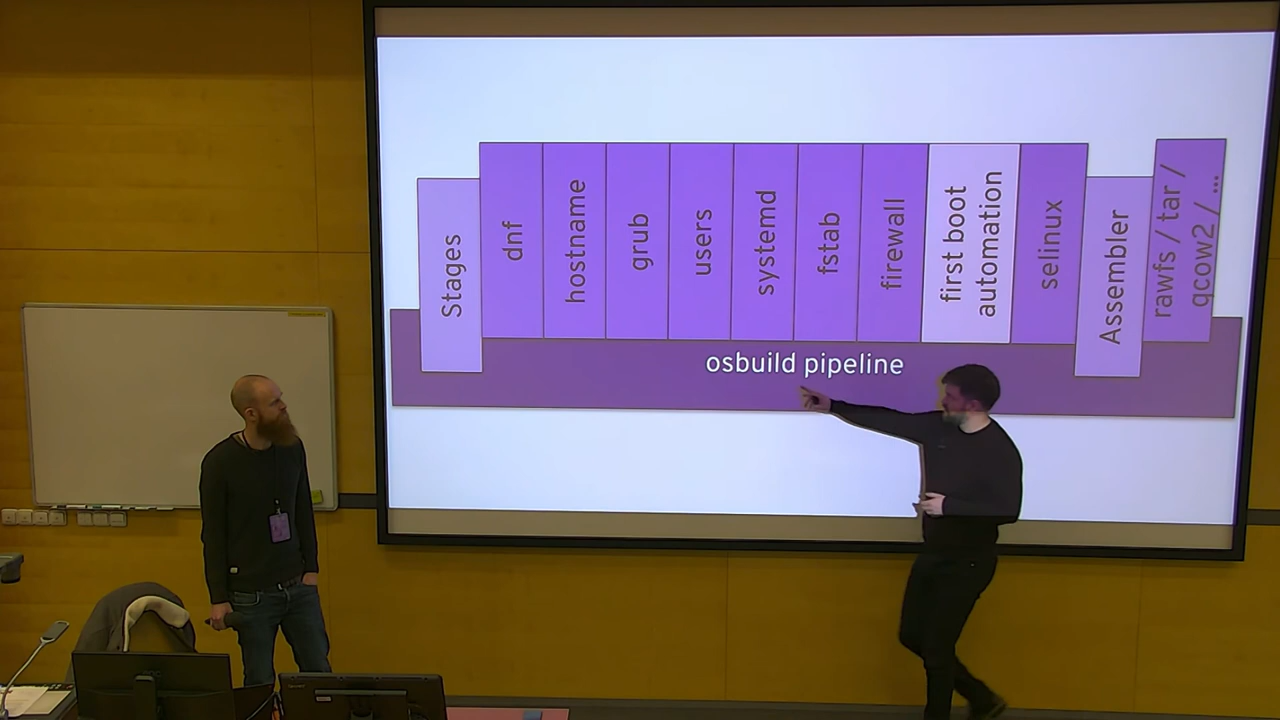 Stages
dnf
hostname
grub
users
systemd
fstab
firewall
first boot
automation
selinux
Assembler
rawfs / tar /
qcow2 / ...
osbuild pipeline